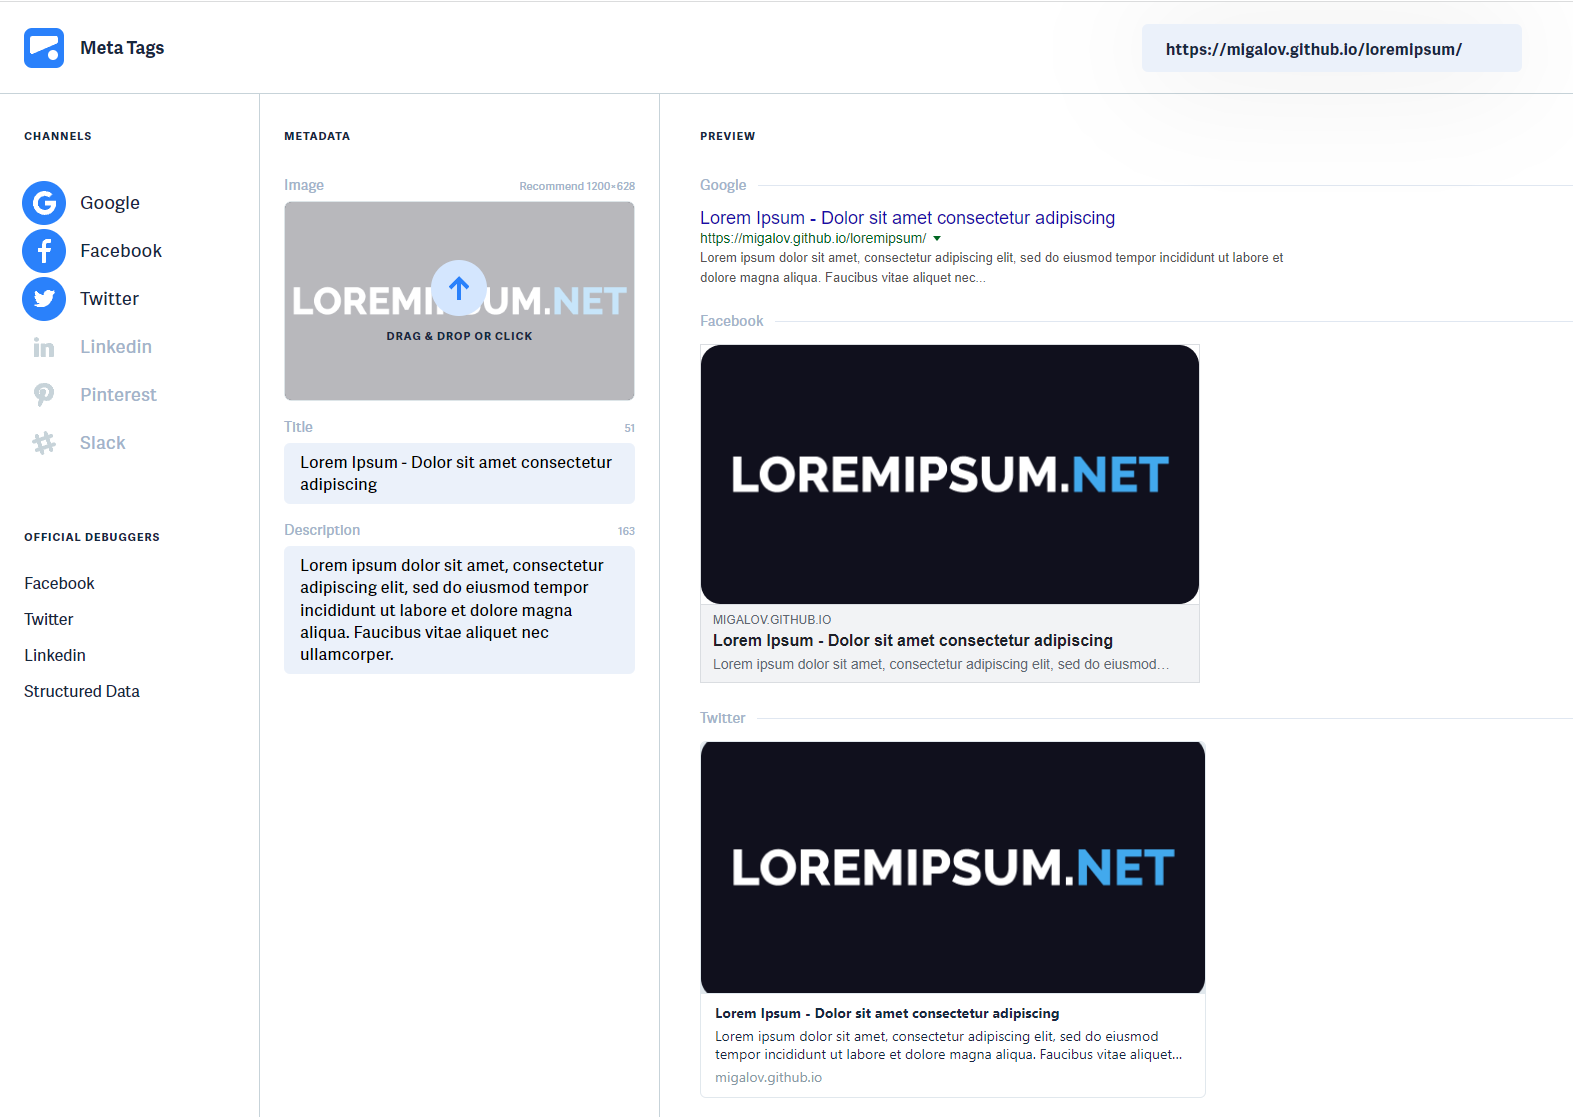 Meta Tags
https://migalov.github.io/loremipsum/
CHANNELS
Google
Facebook
Twitter
Linkedin
Pinterest
Slack
OFFICIAL DEBUGGERS
Facebook
Twitter
Linkedin
Structured Data
METADATA
Image
Recommend 1200×628
LOREMIPSUM.NET
DRAG & DROP OR CLICK
Title
51
Lorem Ipsum - Dolor sit amet consectetur
adipiscing
Description
163
Lorem ipsum dolor sit amet, consectetur
adipiscing elit, sed do eiusmod tempor
incididunt ut labore et dolore magna
aliqua. Faucibus vitae aliquet nec
ullamcorper.
PREVIEW
Google
Lorem Ipsum - Dolor sit amet consectetur adipiscing
https://migalov.github.io/loremipsum/
Lorem ipsum dolor sit amet, consectetur adipiscing elit, sed do eiusmod tempor incididunt ut labore et
dolore magna aliqua. Faucibus vitae aliquet nec...
Facebook
LOREMIPSUM.NET
MIGALOV.GITHUB.IO
Lorem Ipsum - Dolor sit amet consectetur adipiscing
Lorem ipsum dolor sit amet, consectetur adipiscing elit, sed do eiusmod...
Twitter
LOREMIPSUM.NET
Lorem Ipsum - Dolor sit amet consectetur adipiscing
Lorem ipsum dolor sit amet, consectetur adipiscing elit, sed do eiusmod
tempor incididunt ut labore et dolore magna aliqua. Faucibus vitae aliquet...
migalov.github.io